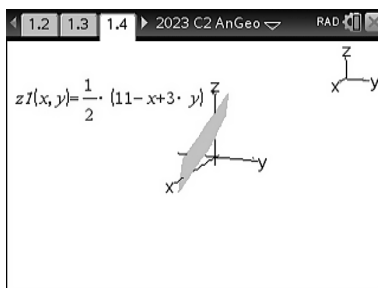 1.2 1.3 1.4 2023 C2 AnGeo RAD
z
x y
z1(x,y)=1/2·(11−x+3·y)
z
y
x